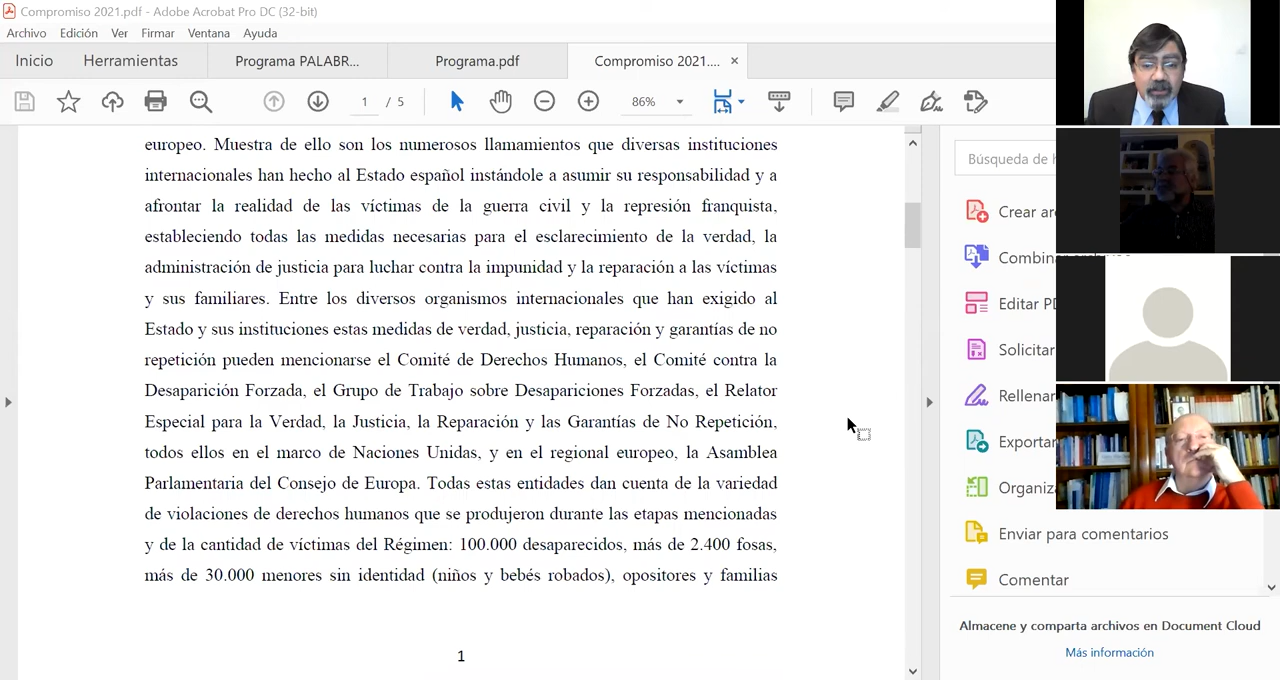 Compromiso 2021.pdf - Adobe Acrobat Pro DC (32-bit)
Archivo Edición Ver Firmar Ventana Ayuda
Inicio Herramientas Programa PALABR... Programa.pdf Compromiso 2021.... ×
1 / 5 86%
europeo. Muestra de ello son los numerosos llamamientos que diversas instituciones
internacionales han hecho al Estado español instándole a asumir su responsabilidad y a
afrontar la realidad de las víctimas de la guerra civil y la represión franquista,
estableciendo todas las medidas necesarias para el esclarecimiento de la verdad, la
administración de justicia para luchar contra la impunidad y la reparación a las víctimas
y sus familiares. Entre los diversos organismos internacionales que han exigido al
Estado y sus instituciones estas medidas de verdad, justicia, reparación y garantías de no
repetición pueden mencionarse el Comité de Derechos Humanos, el Comité contra la
Desaparición Forzada, el Grupo de Trabajo sobre Desapariciones Forzadas, el Relator
Especial para la Verdad, la Justicia, la Reparación y las Garantías de No Repetición,
todos ellos en el marco de Naciones Unidas, y en el regional europeo, la Asamblea
Parlamentaria del Consejo de Europa. Todas estas entidades dan cuenta de la variedad
de violaciones de derechos humanos que se produjeron durante las etapas mencionadas
y de la cantidad de víctimas del Régimen: 100.000 desaparecidos, más de 2.400 fosas,
más de 30.000 menores sin identidad (niños y bebés robados), opositores y familias
1
Búsqueda de
Crear
Combinar
Editar
Solicitar
Rellenar
Exportar
Organiz
Enviar para comentarios
Comentar
Almacene y comparta archivos en Document Cloud
Más información